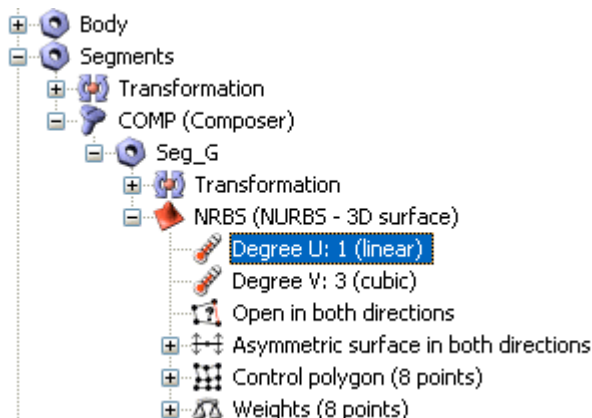 Body
Segments
Transformation
COMP (Composer)
Seg_G
Transformation
NRBS (NURBS - 3D surface)
Degree U: 1 (linear)
Degree V: 3 (cubic)
Open in both directions
Asymmetric surface in both directions
Control polygon (8 points)
Weights (8 points)